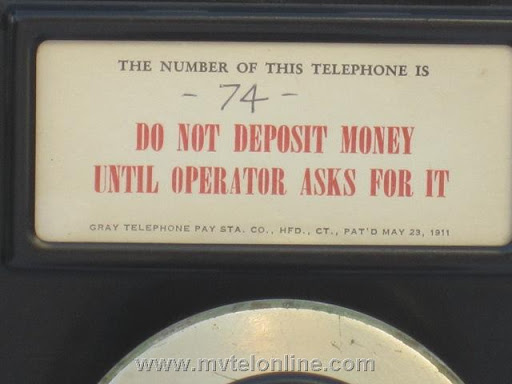 THE NUMBER OF THIS TELEPHONE IS
- 74 -
DO NOT DEPOSIT MONEY
UNTIL OPERATOR ASKS FOR IT
GRAY TELEPHONE PAY STA. CO., HFD., CT., PAT'D MAY 23, 1911
www.mvtelonline.com